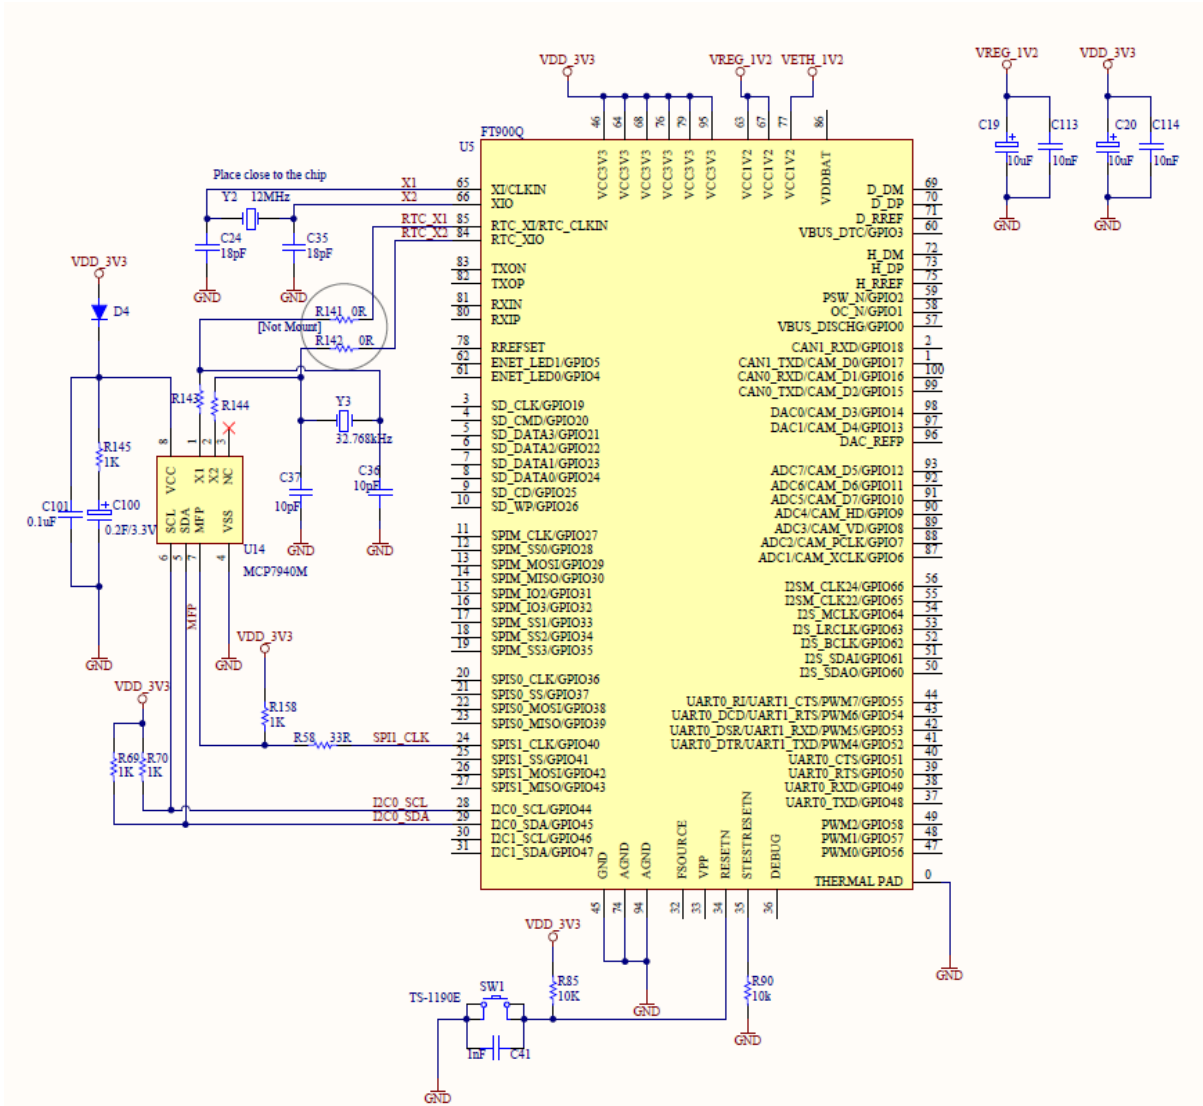 VDD_3V3
VREG_1V2
VETH_1V2
VREG_1V2
VDD_3V3
C19
10uF
C113
10nF
C20
10uF
C114
10nF
FT900Q
U5
46 64 68 76 79 95 63 67 77 86
VCC3V3 VCC3V3 VCC3V3 VCC3V3 VCC3V3 VCC3V3 VCC1V2 VCC1V2 VCC1V2 VDDBAT
Place close to the chip
Y2 12MHz
C24
18pF
C35
18pF
GND
GND
X1
X2
RTC_X1
RTC_X2
65 XI/CLKIN
66 XIO
85 RTC_XI/RTC_CLKIN
84 RTC_XIO
83 TXON
82 TXOP
81 RXIN
80 RXIP
78 RREFSET
62 ENET_LED1/GPIO5
61 ENET_LED0/GPIO4
3 SD_CLK/GPIO19
4 SD_CMD/GPIO20
5 SD_DATA3/GPIO21
6 SD_DATA2/GPIO22
7 SD_DATA1/GPIO23
8 SD_DATA0/GPIO24
9 SD_CD/GPIO25
10 SD_WP/GPIO26
11 SPIM_CLK/GPIO27
12 SPIM_SS0/GPIO28
13 SPIM_MOSI/GPIO29
14 SPIM_MISO/GPIO30
15 SPIM_IO2/GPIO31
16 SPIM_IO3/GPIO32
17 SPIM_SS1/GPIO33
18 SPIM_SS2/GPIO34
19 SPIM_SS3/GPIO35
20 SPIS0_CLK/GPIO36
21 SPIS0_SS/GPIO37
22 SPIS0_MOSI/GPIO38
23 SPIS0_MISO/GPIO39
24 SPIS1_CLK/GPIO40
25 SPIS1_SS/GPIO41
26 SPIS1_MOSI/GPIO42
27 SPIS1_MISO/GPIO43
28 I2C0_SCL/GPIO44
29 I2C0_SDA/GPIO45
30 I2C1_SCL/GPIO46
31 I2C1_SDA/GPIO47
D_DM 69
D_DP 70
D_RREF 71
VBUS_DTC/GPIO3 60
H_DM 72
H_DP 73
H_RREF 75
PSW_N/GPIO2 59
OC_N/GPIO1 58
VBUS_DISCHG/GPIO0 57
CAN1_RXD/GPIO18 2
CAN1_TXD/CAM_D0/GPIO17 1
CAN0_RXD/CAM_D1/GPIO16 100
CAN0_TXD/CAM_D2/GPIO15 99
DAC0/CAM_D3/GPIO14 98
DAC1/CAM_D4/GPIO13 97
DAC_REFP 96
ADC7/CAM_D5/GPIO12 93
ADC6/CAM_D6/GPIO11 92
ADC5/CAM_D7/GPIO10 91
ADC4/CAM_HD/GPIO9 90
ADC3/CAM_VD/GPIO8 89
ADC2/CAM_PCLK/GPIO7 88
ADC1/CAM_XCLK/GPIO6 87
I2SM_CLK24/GPIO66 56
I2SM_CLK22/GPIO65 55
I2S_MCLK/GPIO64 54
I2S_LRCLK/GPIO63 53
I2S_BCLK/GPIO62 52
I2S_SDAI/GPIO61 51
I2S_SDAO/GPIO60 50
UART0_RI/UART1_CTS/PWM7/GPIO55 44
UART0_DCD/UART1_RTS/PWM6/GPIO54 43
UART0_DSR/UART1_RXD/PWM5/GPIO53 42
UART0_DTR/UART1_TXD/PWM4/GPIO52 41
UART0_CTS/GPIO51 40
UART0_RTS/GPIO50 39
UART0_RXD/GPIO49 38
UART0_TXD/GPIO48 37
PWM2/GPIO58 49
PWM1/GPIO57 48
PWM0/GPIO56 47
THERMAL PAD 0
GND
GND
GND
VDD_3V3
D4
R141 0R
[Not Mount]
R142 0R
R143
R144
Y3
32.768kHz
C37
10pF
C36
10pF
GND
GND
R145
1K
C101
0.1uF
C100
0.2F/3.3V
GND
8 1 2 3
VCC X1 X2 NC
SCL SDA MFP VSS
6 5 7 4
U14
MCP7940M
MFP
GND
VDD_3V3
R158
1K
R58 33R
SPI1_CLK
VDD_3V3
R69
1K
R70
1K
I2C0_SCL
I2C0_SDA
GND AGND AGND FSOURCE VPP RESETN STESTRESETN DEBUG
45 74 94 32 33 34 35 36
GND
VDD_3V3
R85
10K
R90
10k
GND
TS-1190E
SW1
1nF C41
GND